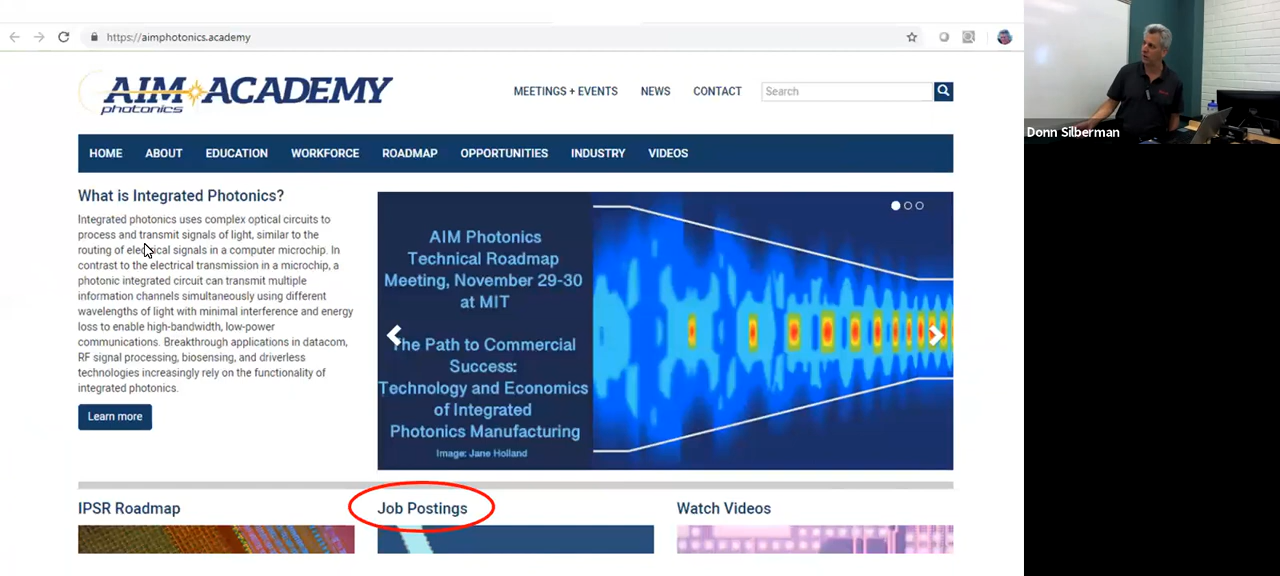 https://aimphotonics.academy
AIM ACADEMY
photonics
MEETINGS + EVENTS NEWS CONTACT Search
HOME ABOUT EDUCATION WORKFORCE ROADMAP OPPORTUNITIES INDUSTRY VIDEOS
What is Integrated Photonics?
Integrated photonics uses complex optical circuits to
process and transmit signals of light, similar to the
routing of electrical signals in a computer microchip. In
contrast to the electrical transmission in a microchip, a
photonic integrated circuit can transmit multiple
information channels simultaneously using different
wavelengths of light with minimal interference and energy
loss to enable high-bandwidth, low-power
communications. Breakthrough applications in datacom,
RF signal processing, biosensing, and driverless
technologies increasingly rely on the functionality of
integrated photonics.
Learn more
AIM Photonics
Technical Roadmap
Meeting, November 29-30
at MIT
The Path to Commercial
Success:
Technology and Economics
of Integrated
Photonics Manufacturing
Image: Jane Holland
IPSR Roadmap
Job Postings
Watch Videos
Donn Silberman